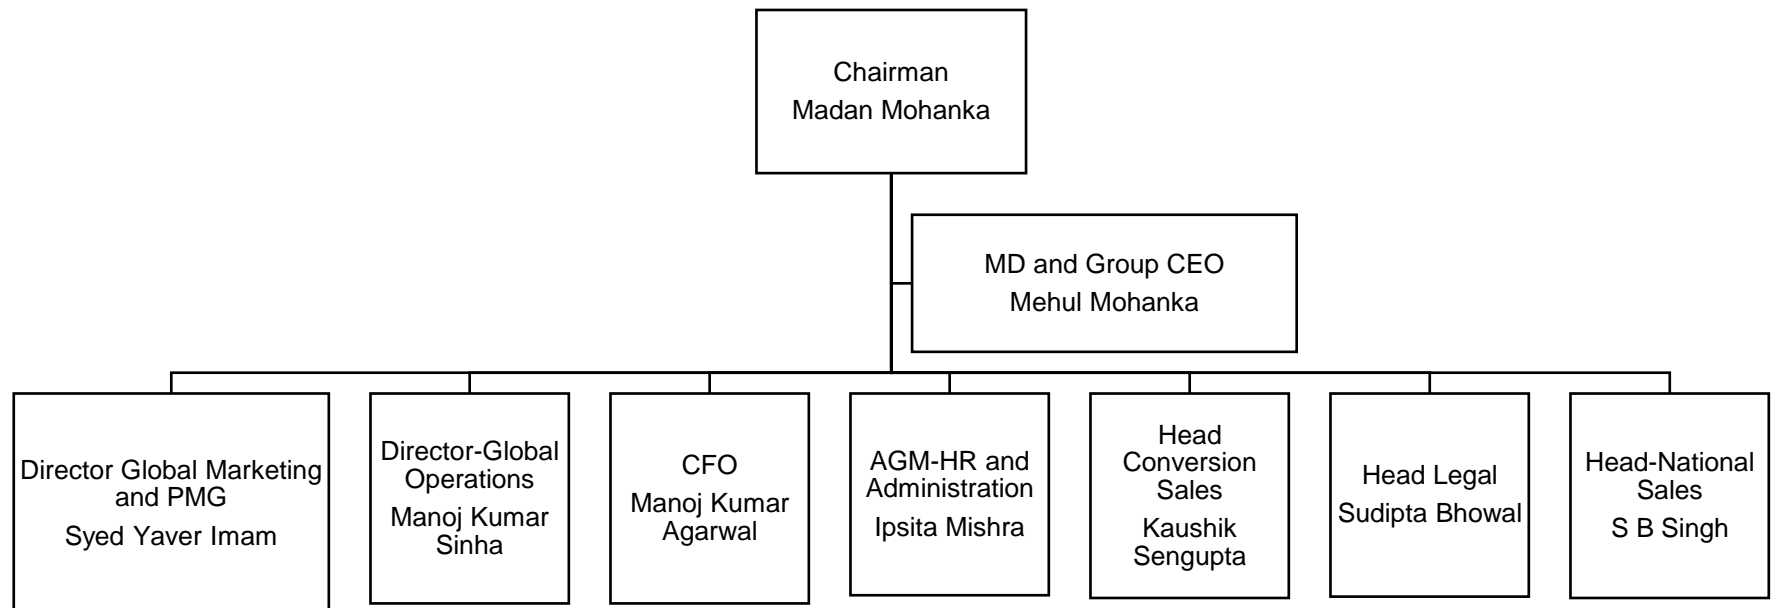 Chairman
Madan Mohanka
MD and Group CEO
Mehul Mohanka
Director Global Marketing
and PMG
Syed Yaver Imam
Director-Global
Operations
Manoj Kumar
Sinha
CFO
Manoj Kumar
Agarwal
AGM-HR and
Administration
Ipsita Mishra
Head
Conversion
Sales
Kaushik
Sengupta
Head Legal
Sudipta Bhowal
Head-National
Sales
S B Singh